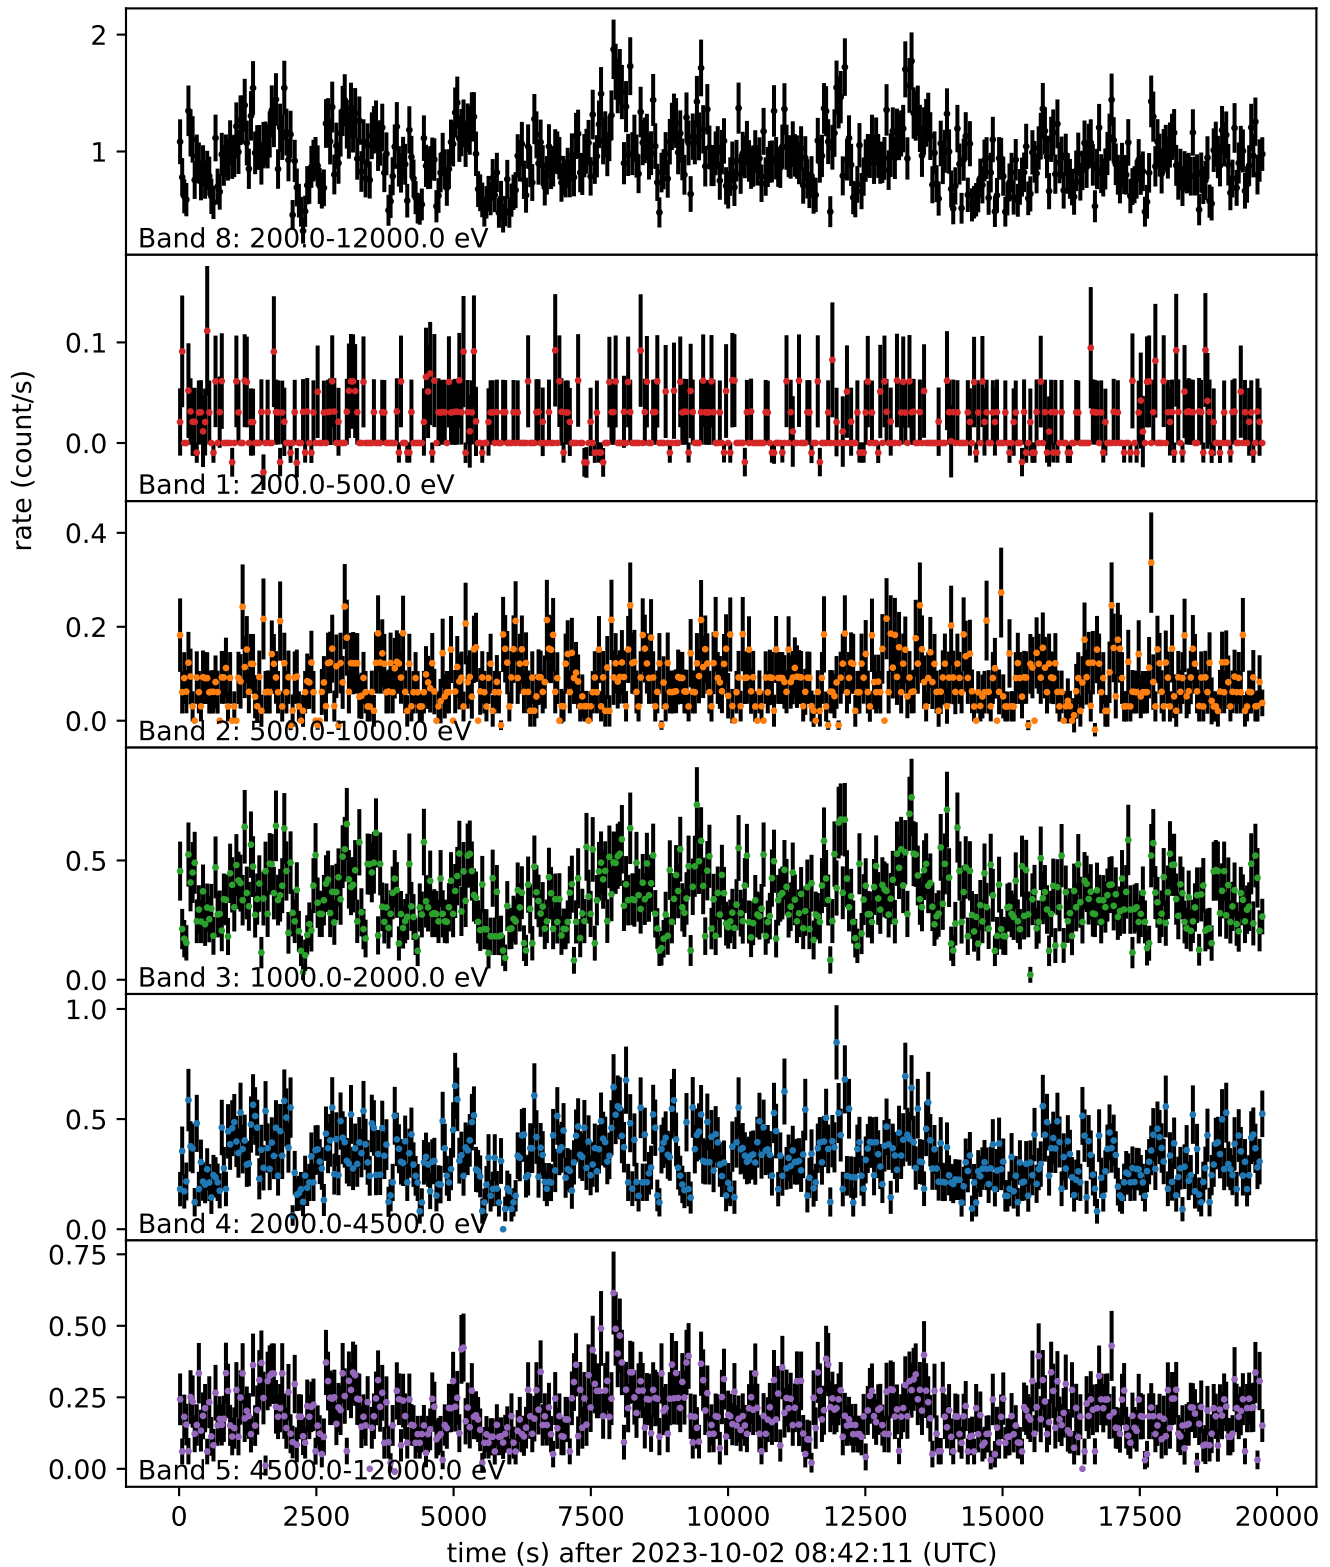 2
1
Band 8: 200.0-12000.0 eV
0.1
0.0
Band 1: 200.0-500.0 eV
rate (count/s)
0.4
0.2
0.0
Band 2: 500.0-1000.0 eV
0.5
0.0
Band 3: 1000.0-2000.0 eV
1.0
0.5
0.0
Band 4: 2000.0-4500.0 eV
0.75
0.50
0.25
0.00
Band 5: 4500.0-12000.0 eV
0 2500 5000 7500 10000 12500 15000 17500 20000
time (s) after 2023-10-02 08:42:11 (UTC)